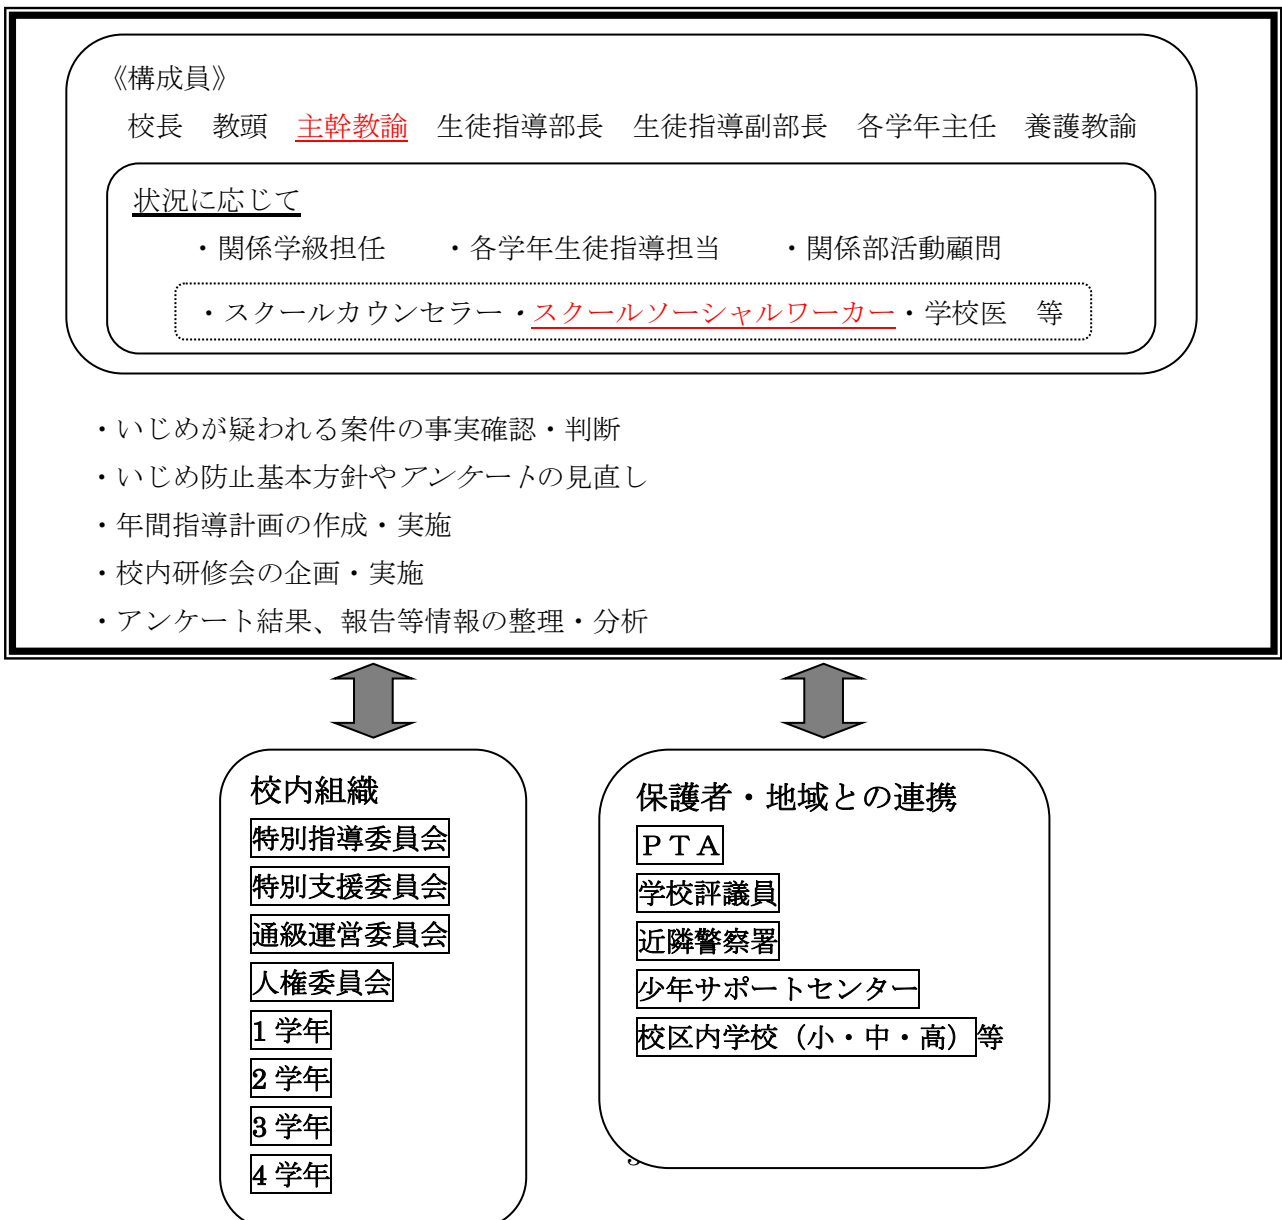 《構成員》
校長　教頭　主幹教諭　生徒指導部長　生徒指導副部長　各学年主任　養護教諭
状況に応じて
・関係学級担任　・各学年生徒指導担当　・関係部活動顧問
・スクールカウンセラー・スクールソーシャルワーカー・学校医　等
・いじめが疑われる案件の事実確認・判断
・いじめ防止基本方針やアンケートの見直し
・年間指導計画の作成・実施
・校内研修会の企画・実施
・アンケート結果、報告等情報の整理・分析
校内組織
特別指導委員会
特別支援委員会
通級運営委員会
人権委員会
1 学年
2 学年
3 学年
4 学年
保護者・地域との連携
ＰＴＡ
学校評議員
近隣警察署
少年サポートセンター
校区内学校（小・中・高）等